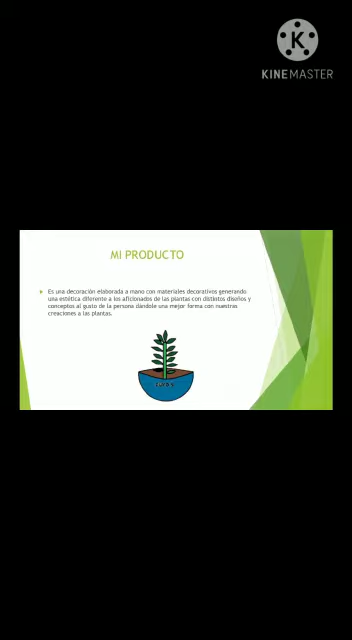 K
KINEMASTER
MI PRODUCTO
Es una decoración elaborada a mano con materiales decorativos generando
una estética diferente a los aficionados de las plantas con distintos diseños y
conceptos al gusto de la persona dándole una mejor forma con nuestras
creaciones a las plantas.